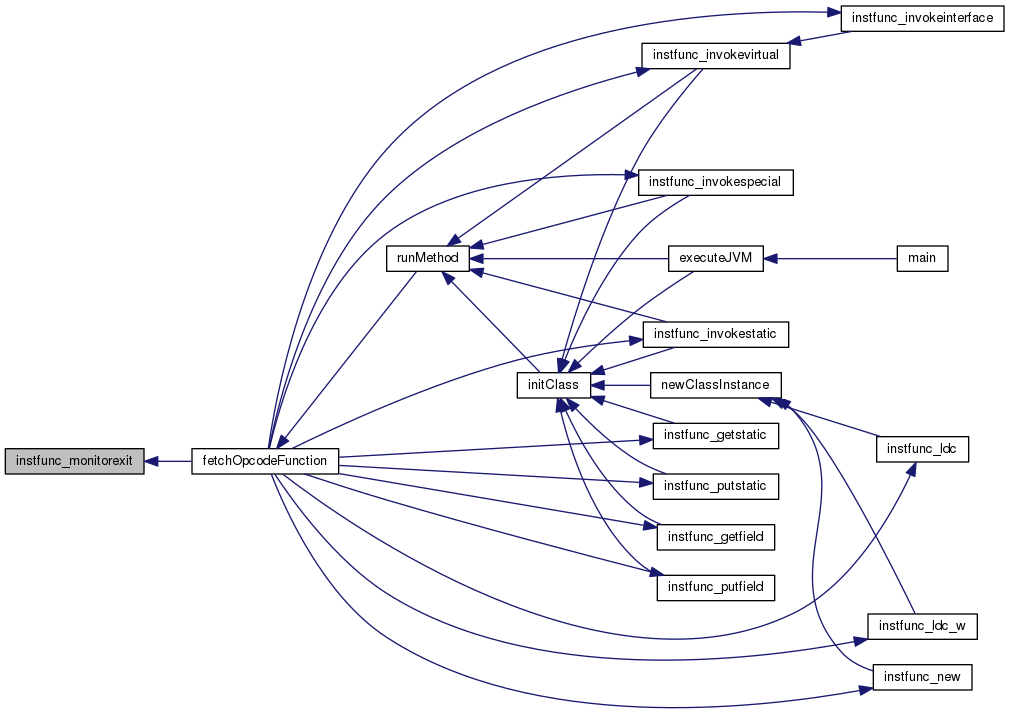 instfunc_invokeinterface
instfunc_invokevirtual
instfunc_invokespecial
runMethod
executeJVM
main
instfunc_invokestatic
initClass
newClassInstance
instfunc_getstatic
instfunc_ldc
instfunc_monitorexit
fetchOpcodeFunction
instfunc_putstatic
instfunc_getfield
instfunc_putfield
instfunc_ldc_w
instfunc_new